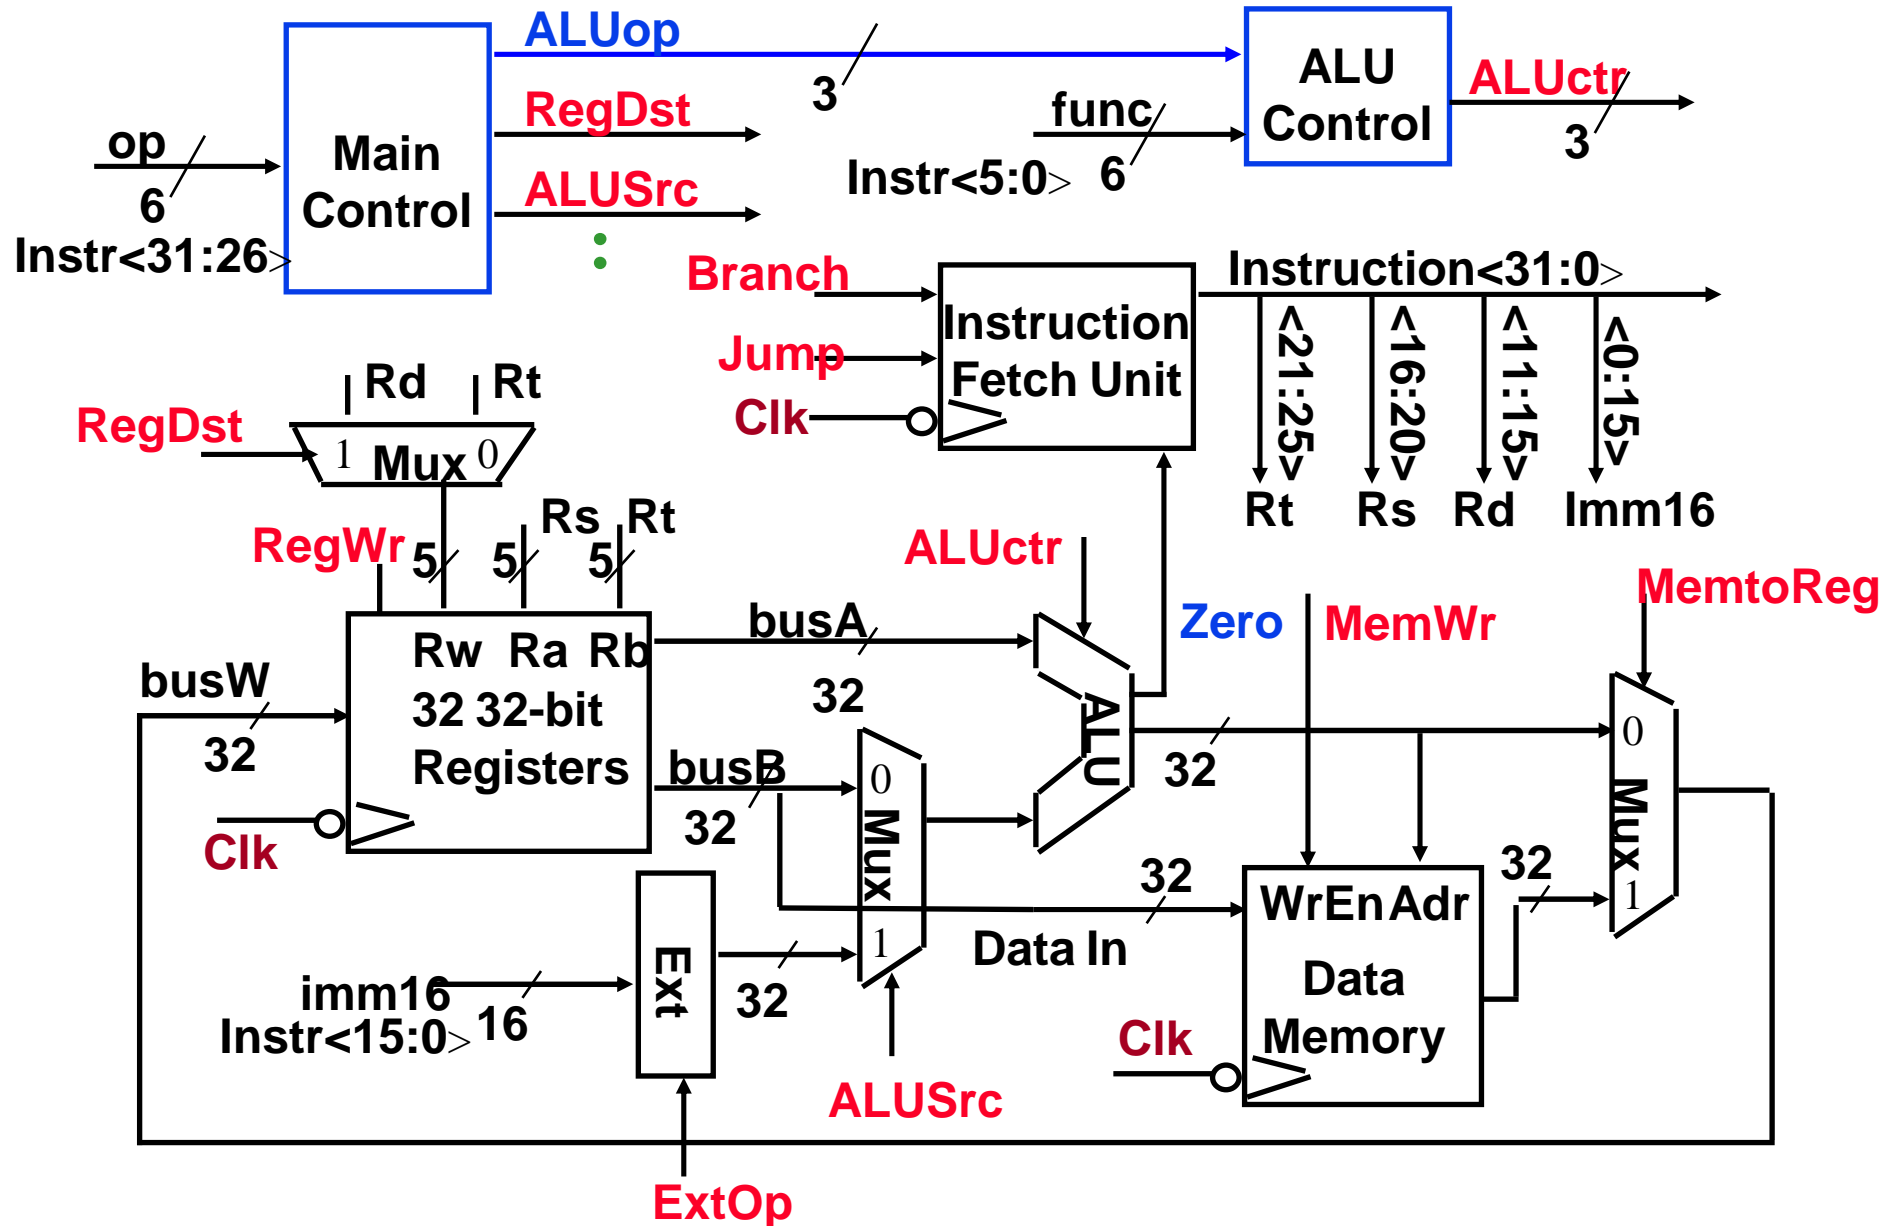 ALUop
3
ALU
Control
ALUctr
3
RegDst
func
Instr<5:0>
6
op
6
Instr<31:26>
Main
Control
ALUSrc
Branch
Jump
Clk
Instruction
Fetch Unit
Instruction<31:0>
<21:25>
<16:20>
<11:15>
<0:15>
Rt
Rs
Rd
Imm16
Rd
Rt
RegDst
1
Mux
0
RegWr
5
5
Rs
5
Rt
ALUctr
Zero
MemWr
MemtoReg
busW
32
Rw Ra Rb
32 32-bit
Registers
Clk
busA
32
busB
32
0
Mux
1
ALU
32
0
Mux
1
32
Data In
WrEn Adr
Data
Memory
Clk
32
imm16
Instr<15:0>
16
Ext
32
ALUSrc
ExtOp